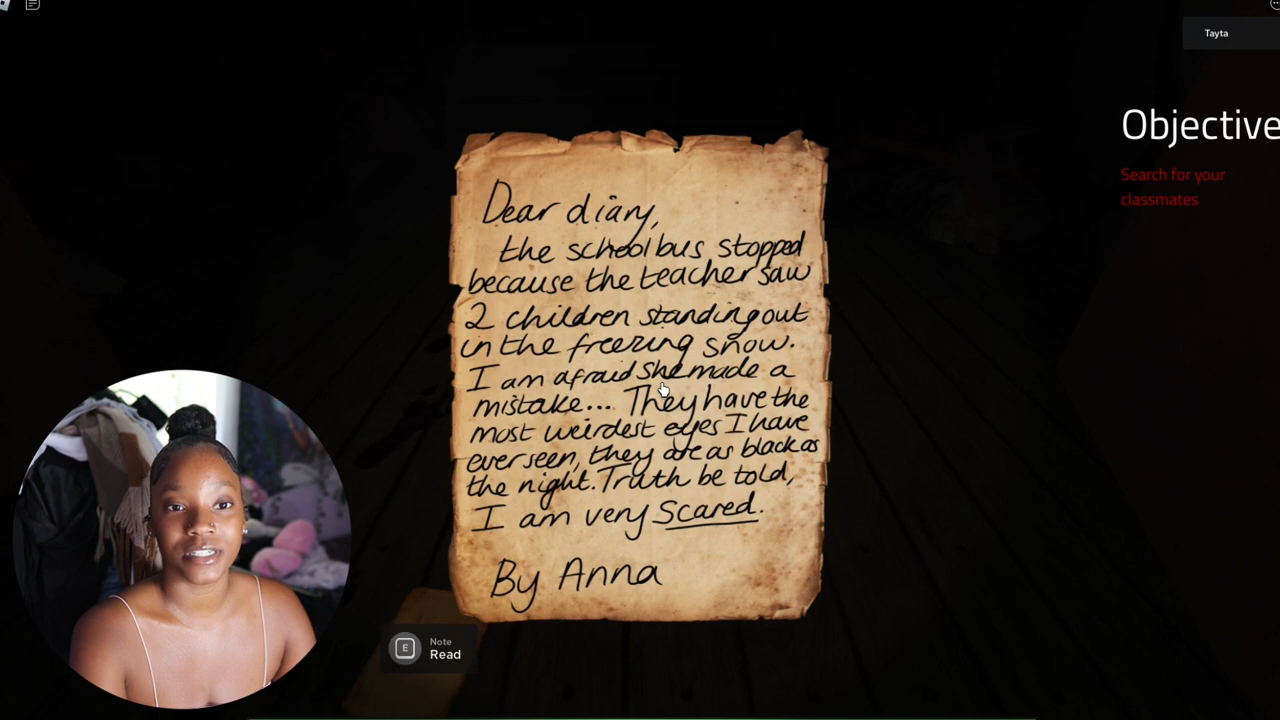 Tayta
Objective
Search for your
classmates
Dear diary,
the school bus stopped
because the teacher saw
2 children standing out
in the freezing snow.
I am afraid she made a
mistake... They have the
most weirdest eyes I have
ever seen, they are as black as
the night. Truth be told,
I am very Scared.
By Anna
E
Note
Read